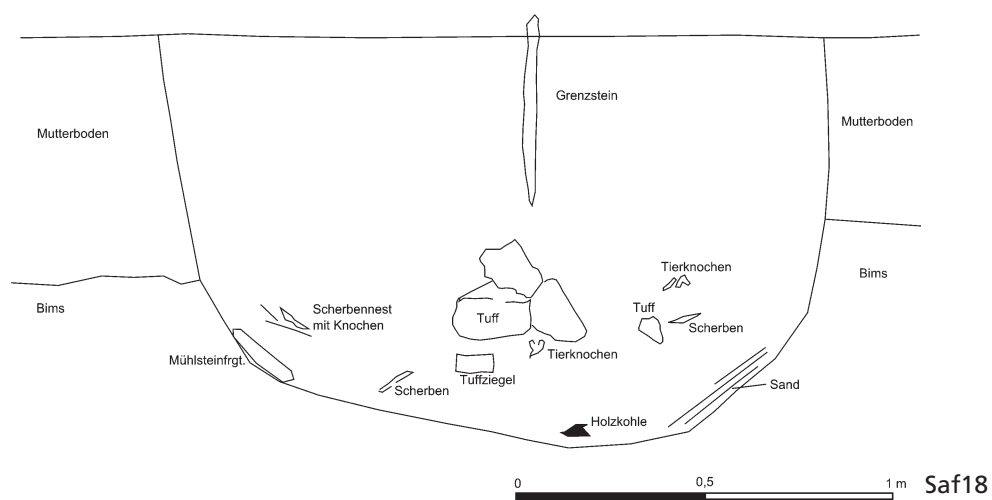 Grenzstein
Mutterboden
Mutterboden
Tierknochen
Bims
Bims
Scherbennest
mit Knochen
Tuff
Tuff
Scherben
Mühlsteinfrgt.
Tierknochen
Tuffziegel
Scherben
Sand
Holzkohle
0 0,5 1 m
Saf18